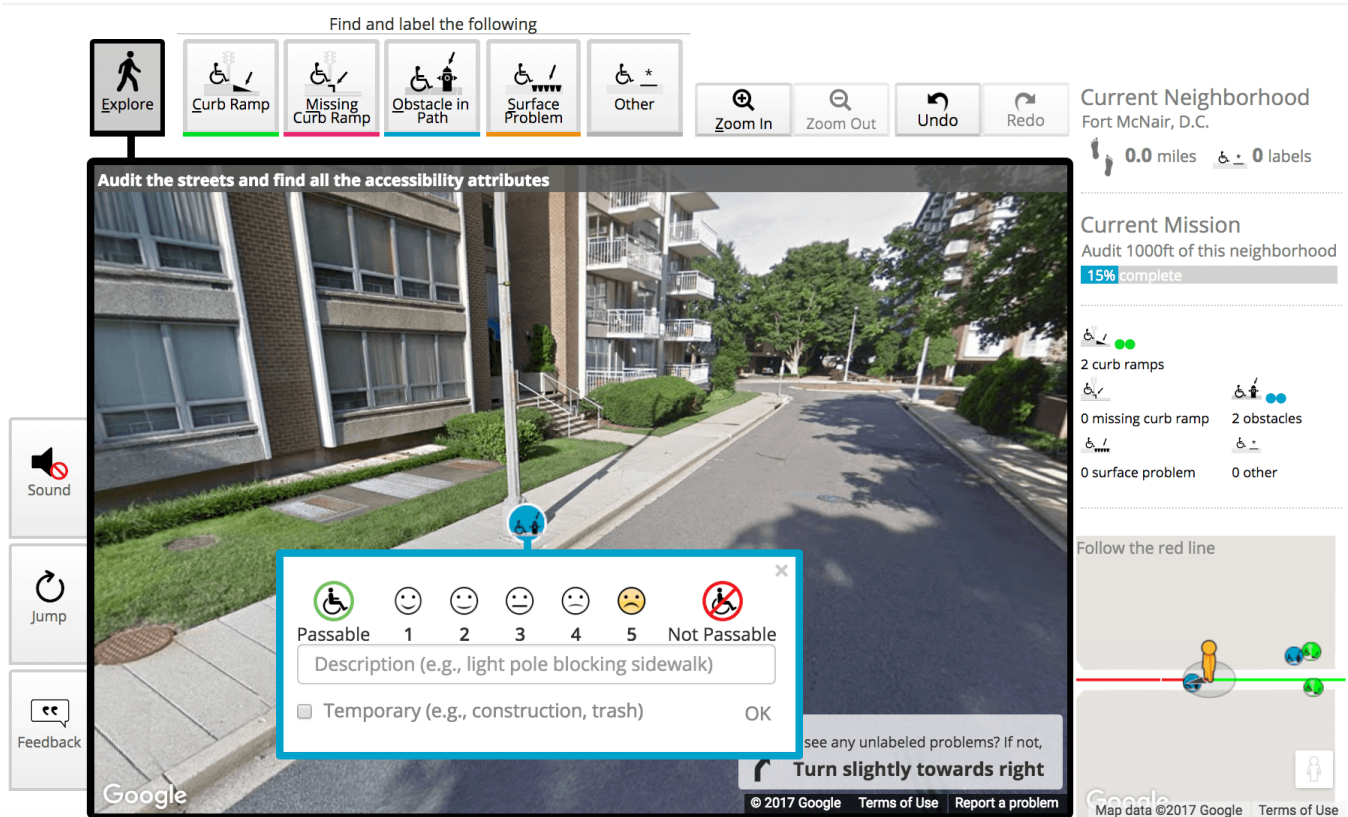 Find and label the following
Explore
Curb Ramp
Missing
Curb Ramp
Obstacle in
Path
Surface
Problem
Other
Zoom In
Zoom Out
Undo
Redo
Current Neighborhood
Fort McNair, D.C.
0.0 miles
0 labels
Audit the streets and find all the accessibility attributes
Current Mission
Audit 1000ft of this neighborhood
15% complete
2 curb ramps
0 missing curb ramp
2 obstacles
0 surface problem
0 other
Sound
Jump
Feedback
Passable
1
2
3
4
5
Not Passable
Description (e.g., light pole blocking sidewalk)
Temporary (e.g., construction, trash)
OK
see any unlabeled problems? If not,
Turn slightly towards right
Google
© 2017 Google
Terms of Use
Report a problem
Follow the red line
Google
Map data ©2017 Google
Terms of Use